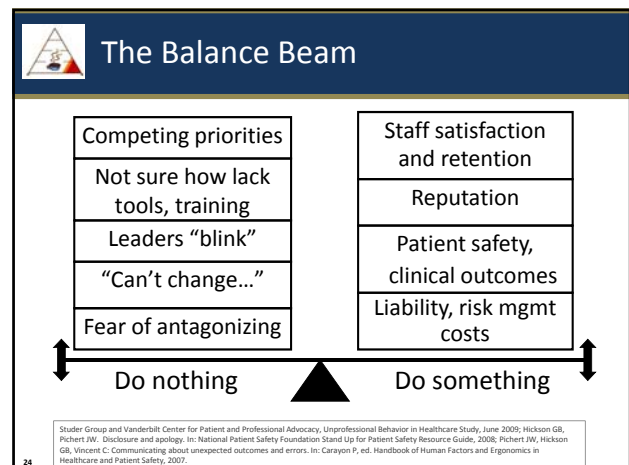 The Balance Beam
Competing priorities
Not sure how lack
tools, training
Leaders “blink”
“Can’t change…”
Fear of antagonizing
Staff satisfaction
and retention
Reputation
Patient safety,
clinical outcomes
Liability, risk mgmt
costs
Do nothing
Do something
Studer Group and Vanderbilt Center for Patient and Professional Advocacy, Unprofessional Behavior in Healthcare Study, June 2009; Hickson GB,
Pichert JW. Disclosure and apology. In: National Patient Safety Foundation Stand Up for Patient Safety Resource Guide, 2008; Pichert JW, Hickson
GB, Vincent C: Communicating about unexpected outcomes and errors. In: Carayon P, ed. Handbook of Human Factors and Ergonomics in
Healthcare and Patient Safety, 2007.
24